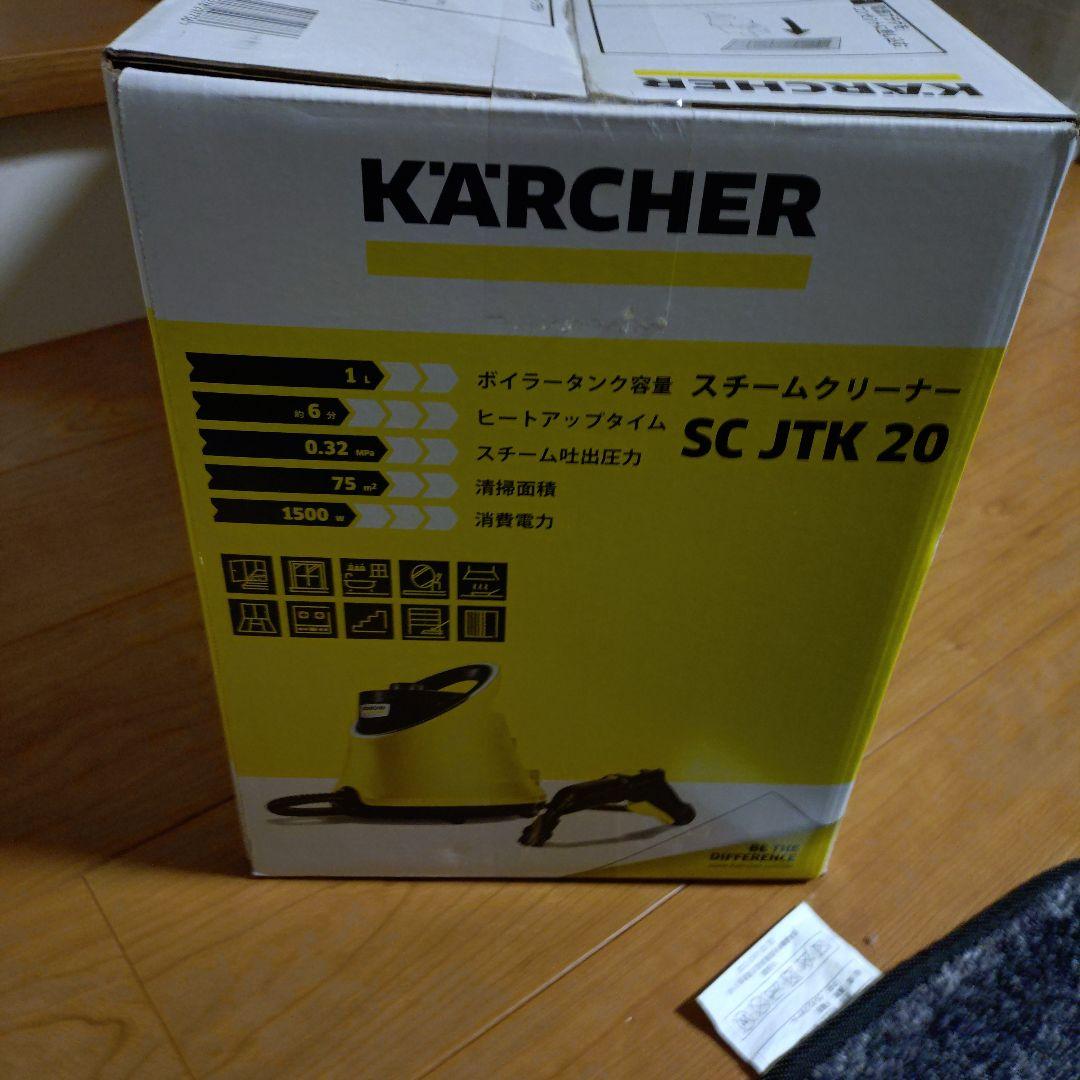 KÄRCHER
KÄRCHER
1 L ボイラータンク容量
約 6 分 ヒートアップタイム
0.32 MPa スチーム吐出圧力
75 m² 清掃面積
1500 W 消費電力
スチームクリーナー
SC JTK 20
KÄRCHER
BE THE
DIFFERENCE